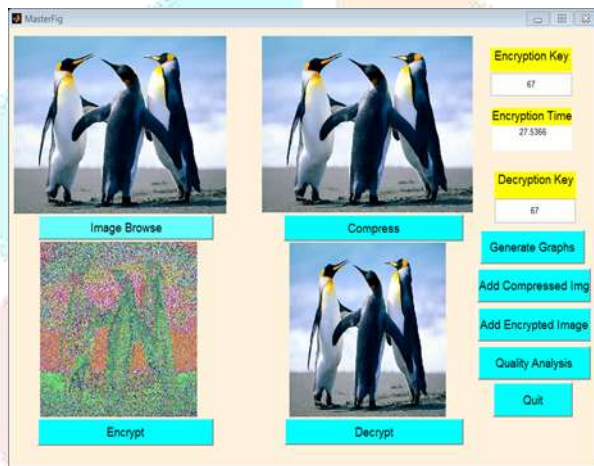 MasterFig
Encryption Key
67
Encryption Time
27.5366
Decryption Key
67
Image Browse
Compress
Generate Graphs
Add Compressed Img
Add Encrypted Image
Quality Analysis
Quit
Encrypt
Decrypt